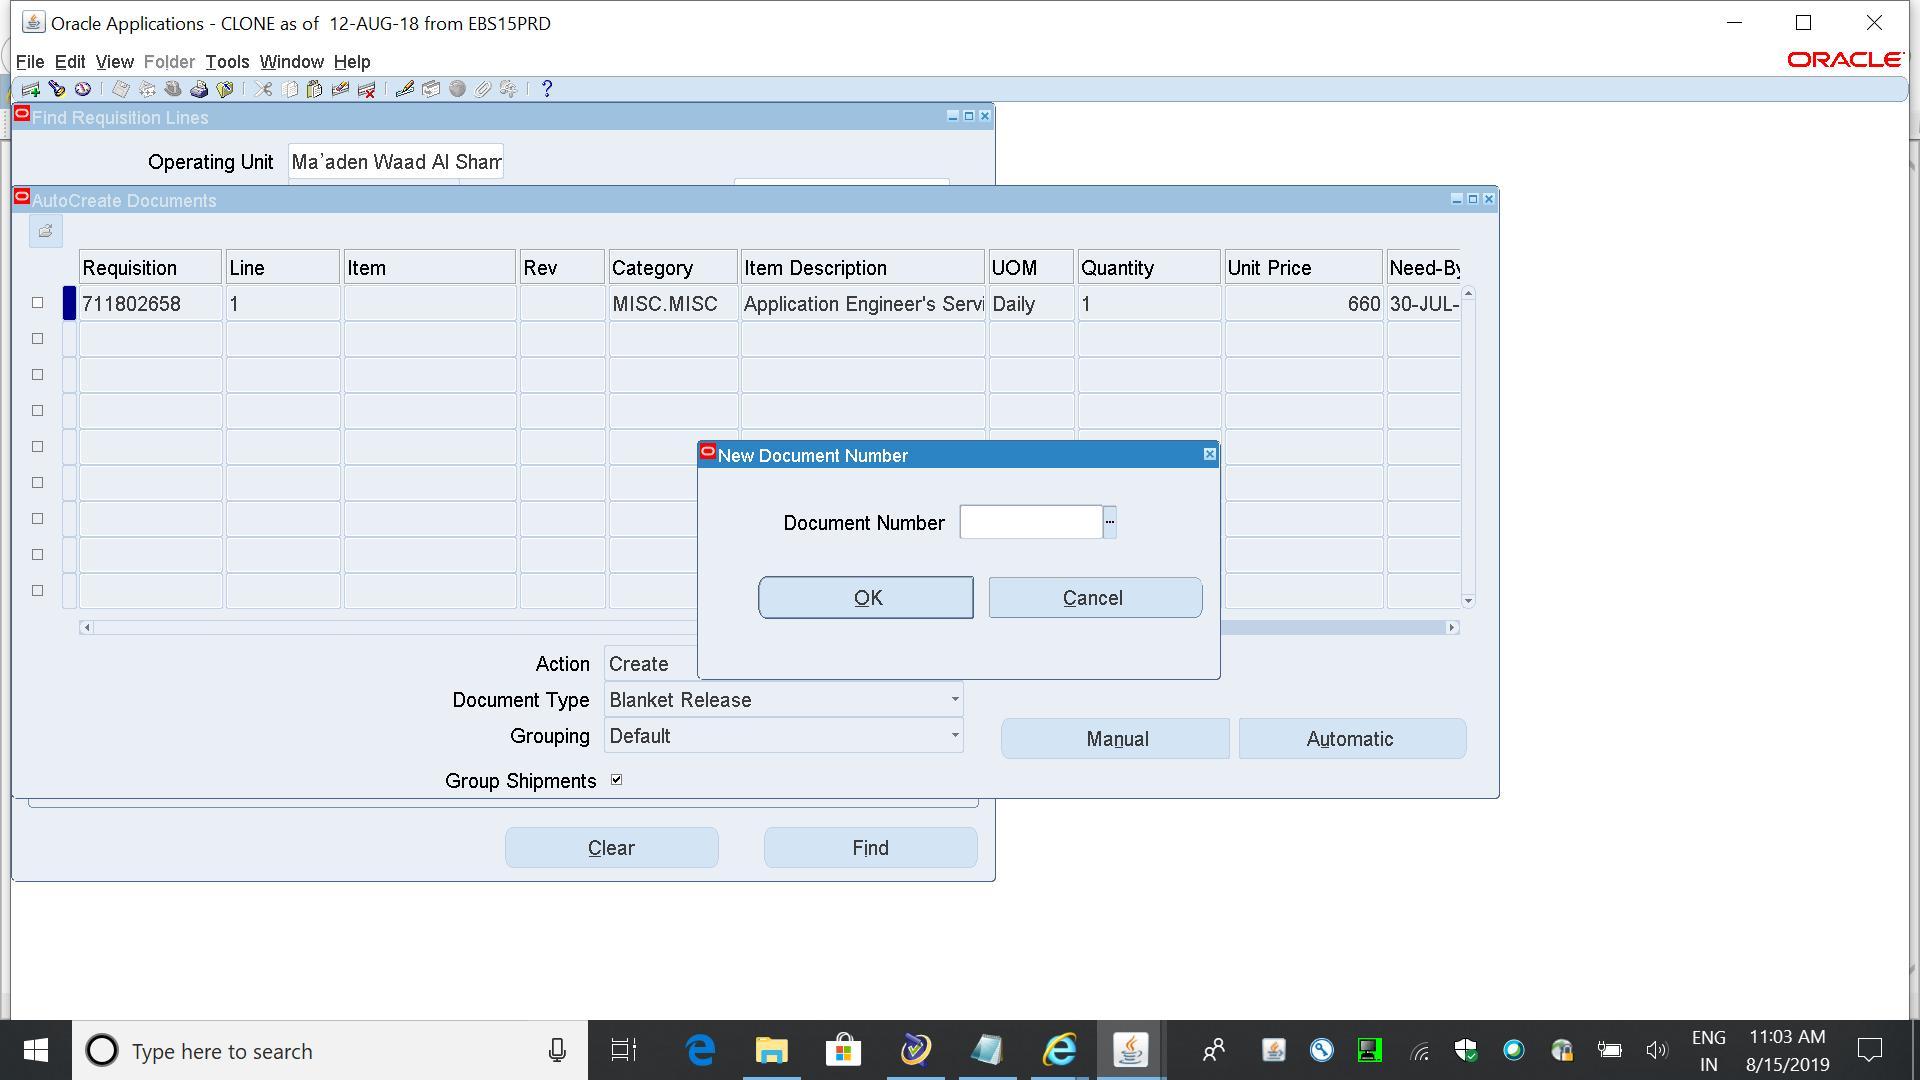 Oracle Applications - CLONE as of 12-AUG-18 from EBS15PRD
File Edit View Folder Tools Window Help
ORACLE
Find Requisition Lines
Operating Unit Ma'aden Waad Al Sham
AutoCreate Documents
Requisition Line Item Rev Category Item Description UOM Quantity Unit Price Need-By
711802658 1 MISC.MISC Application Engineer's Servi Daily 1 660 30-JUL-
New Document Number
Document Number
OK Cancel
Action Create
Document Type Blanket Release
Grouping Default
Manual Automatic
Group Shipments
Clear Find
Type here to search
ENG 11:03 AM
IN 8/15/2019